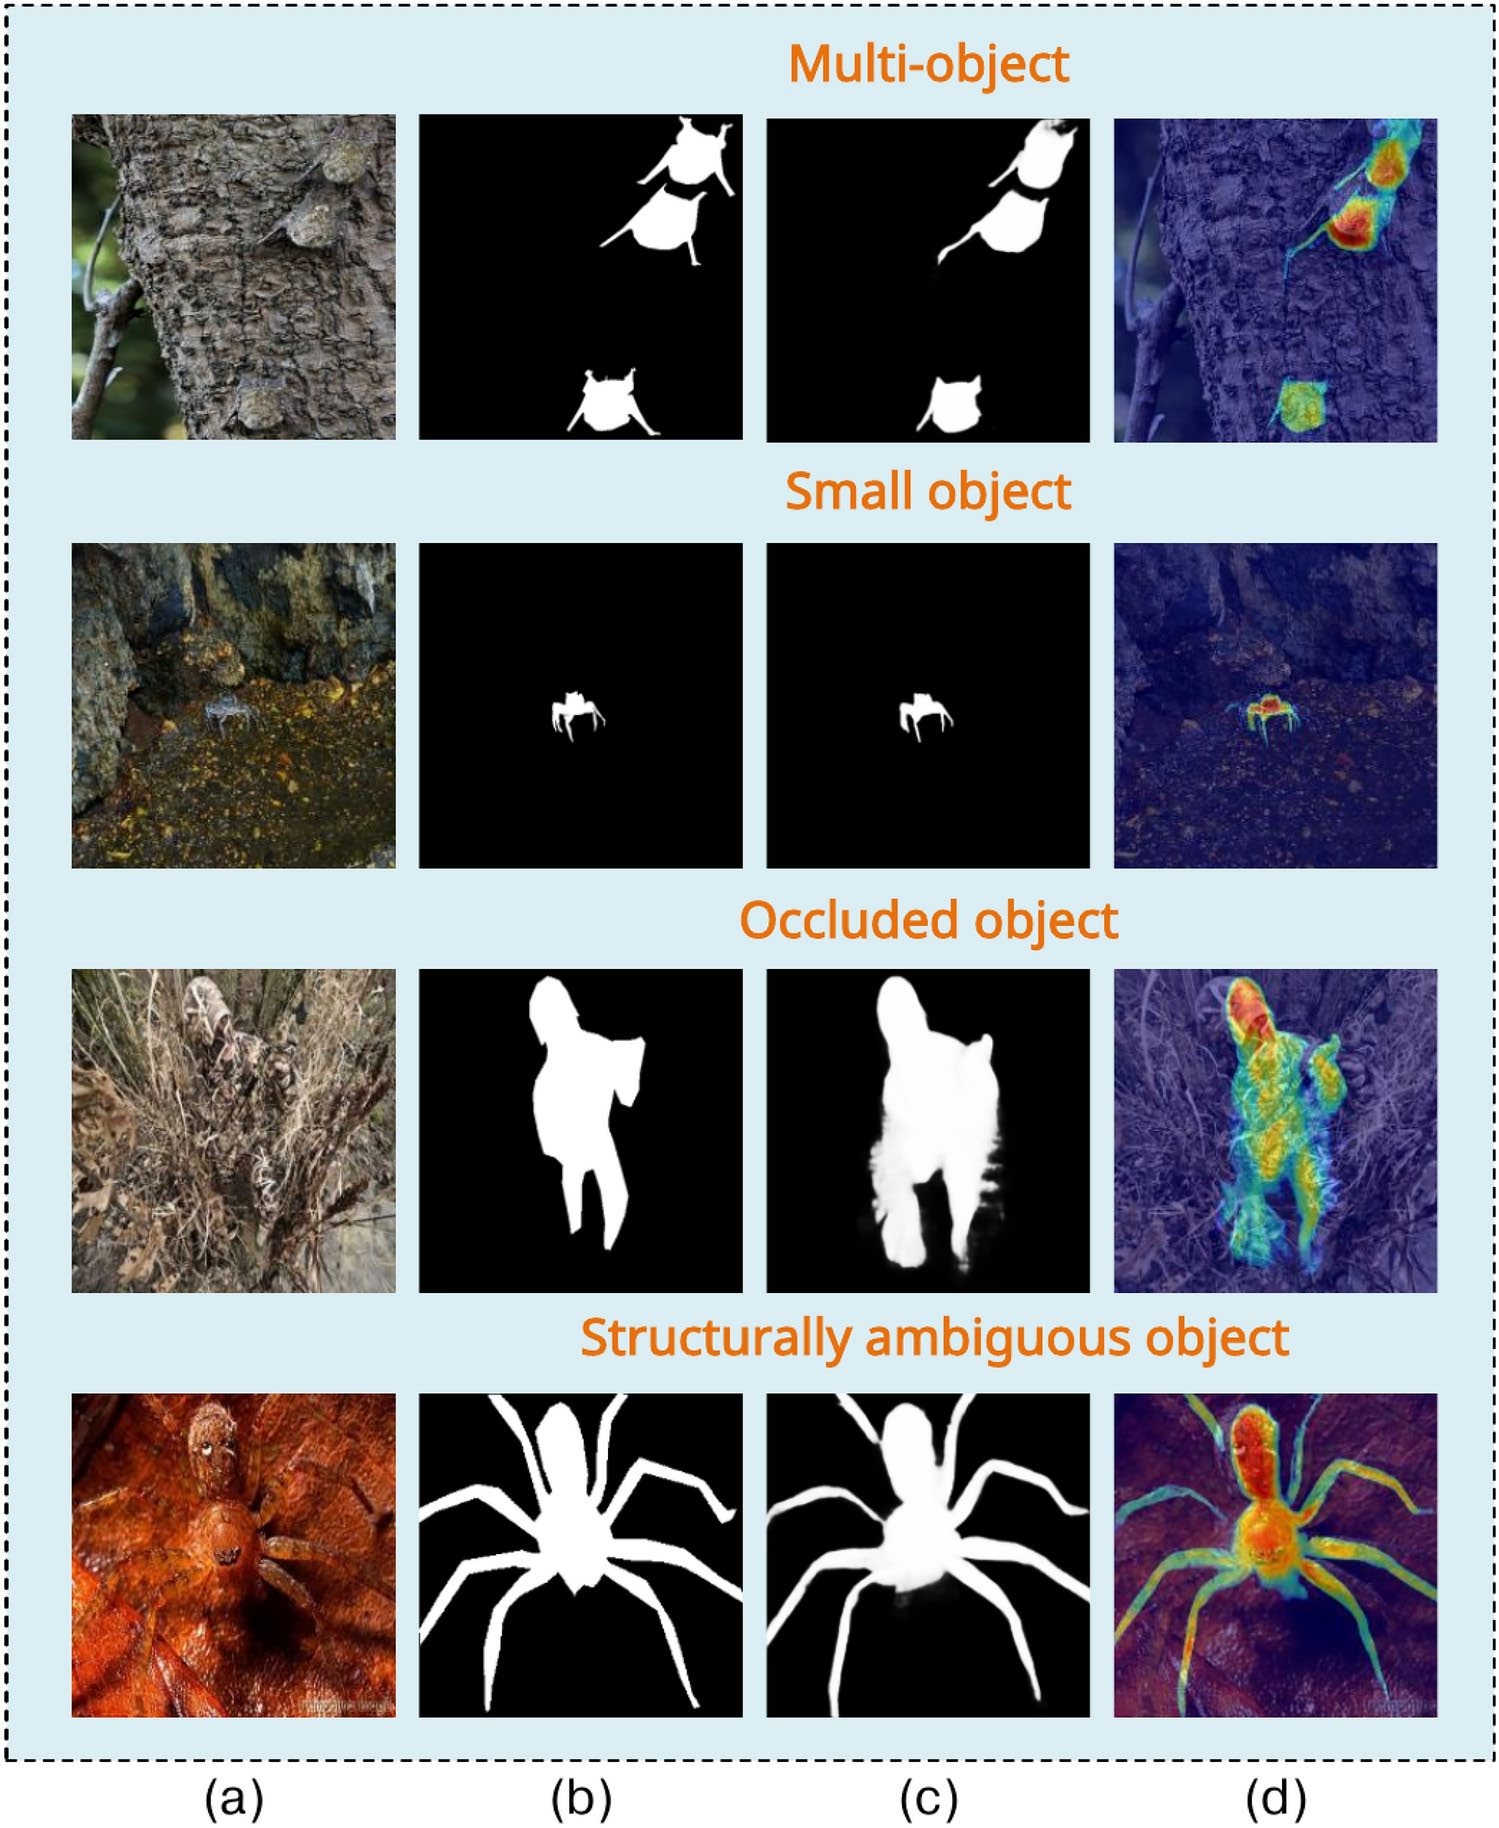 Multi-object
Small object
Occluded object
Structurally ambiguous object
(a) (b) (c) (d)